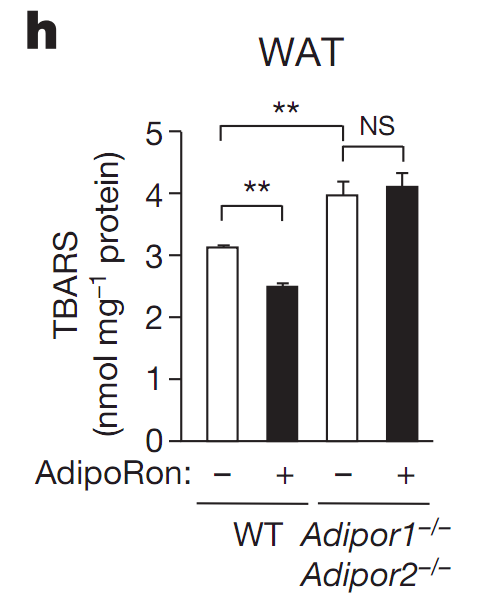 h
WAT
**
NS
**
5
4
3
2
1
0
TBARS
(nmol mg⁻¹ protein)
AdipoRon: − + − +
WT Adipor1⁻/⁻
Adipor2⁻/⁻